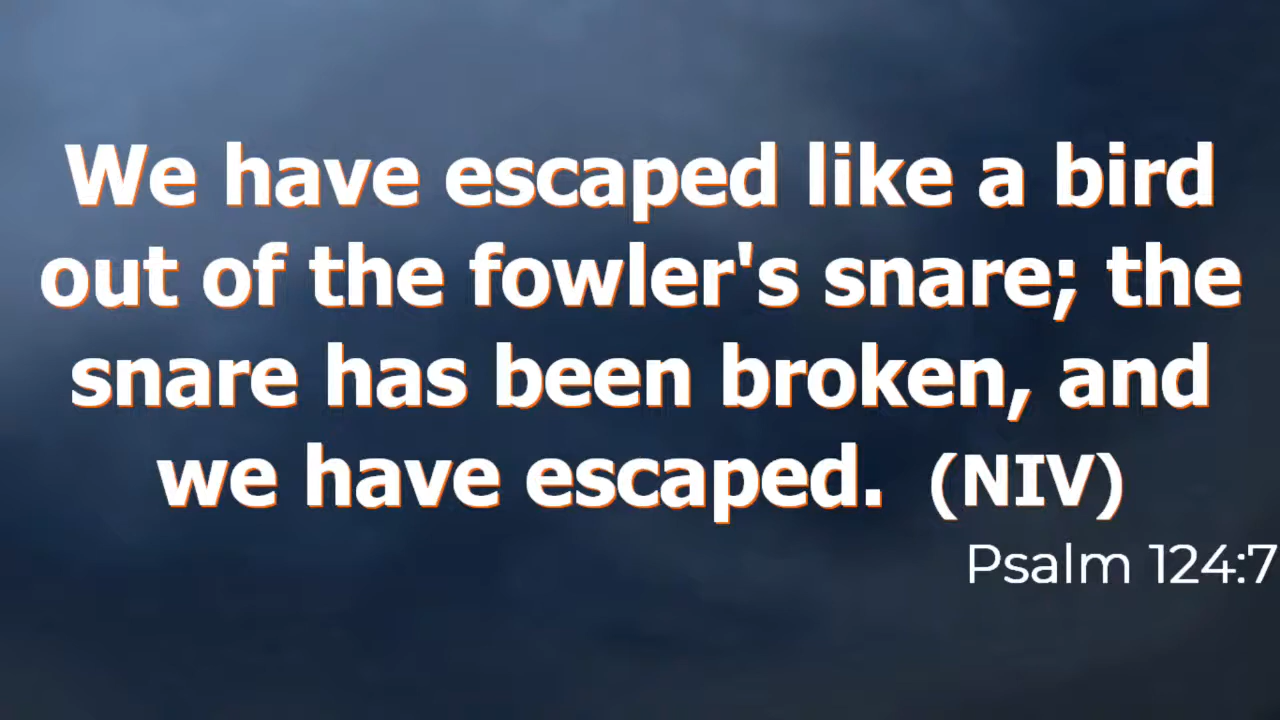 We have escaped like a bird
out of the fowler's snare; the
snare has been broken, and
we have escaped. (NIV)
Psalm 124:7